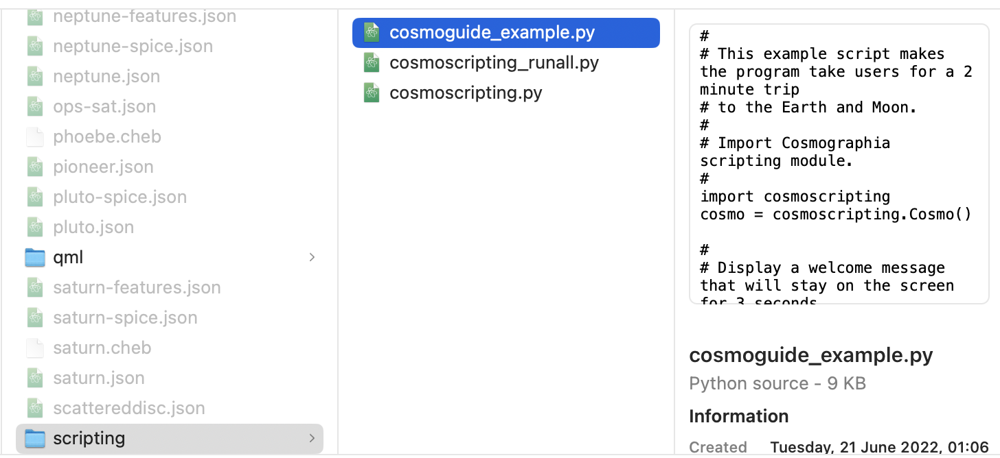 neptune-features.json
neptune-spice.json
neptune.json
ops-sat.json
phoebe.cheb
pioneer.json
pluto-spice.json
pluto.json
qml
saturn-features.json
saturn-spice.json
saturn.cheb
saturn.json
scattereddisc.json
scripting
cosmoguide_example.py
cosmoscripting_runall.py
cosmoscripting.py
#
# This example script makes
the program take users for a 2
minute trip
# to the Earth and Moon.
#
# Import Cosmographia
scripting module.
#
import cosmoscripting
cosmo = cosmoscripting.Cosmo()
#
# Display a welcome message
that will stay on the screen
for 3 seconds
cosmoguide_example.py
Python source - 9 KB
Information
Created Tuesday, 21 June 2022, 01:06